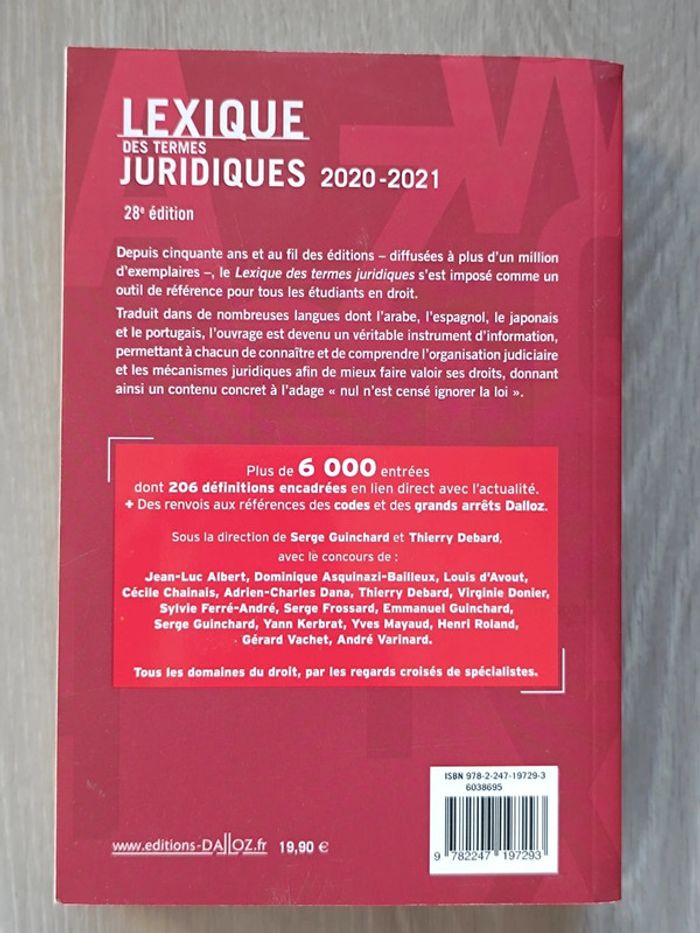 LEXIQUE
DES TERMES
JURIDIQUES 2020-2021
28e édition
Depuis cinquante ans et au fil des éditions – diffusées à plus d'un million
d'exemplaires –, le Lexique des termes juridiques s'est imposé comme un
outil de référence pour tous les étudiants en droit.
Traduit dans de nombreuses langues dont l'arabe, l'espagnol, le japonais
et le portugais, l'ouvrage est devenu un véritable instrument d'information,
permettant à chacun de connaître et de comprendre l'organisation judiciaire
et les mécanismes juridiques afin de mieux faire valoir ses droits, donnant
ainsi un contenu concret à l'adage « nul n'est censé ignorer la loi ».
Plus de 6 000 entrées
dont 206 définitions encadrées en lien direct avec l'actualité.
+ Des renvois aux références des codes et des grands arrêts Dalloz.
Sous la direction de Serge Guinchard et Thierry Debard,
avec le concours de :
Jean-Luc Albert, Dominique Asquinazi-Bailleux, Louis d'Avout,
Cécile Chainais, Adrien-Charles Dana, Thierry Debard, Virginie Donier,
Sylvie Ferré-André, Serge Frossard, Emmanuel Guinchard,
Serge Guinchard, Yann Kerbrat, Yves Mayaud, Henri Roland,
Gérard Vachet, André Varinard.
Tous les domaines du droit, par les regards croisés de spécialistes.
ISBN 978-2-247-19729-3
6038695
9 782247 197293
www.editions-DALLOZ.fr 19,90 €